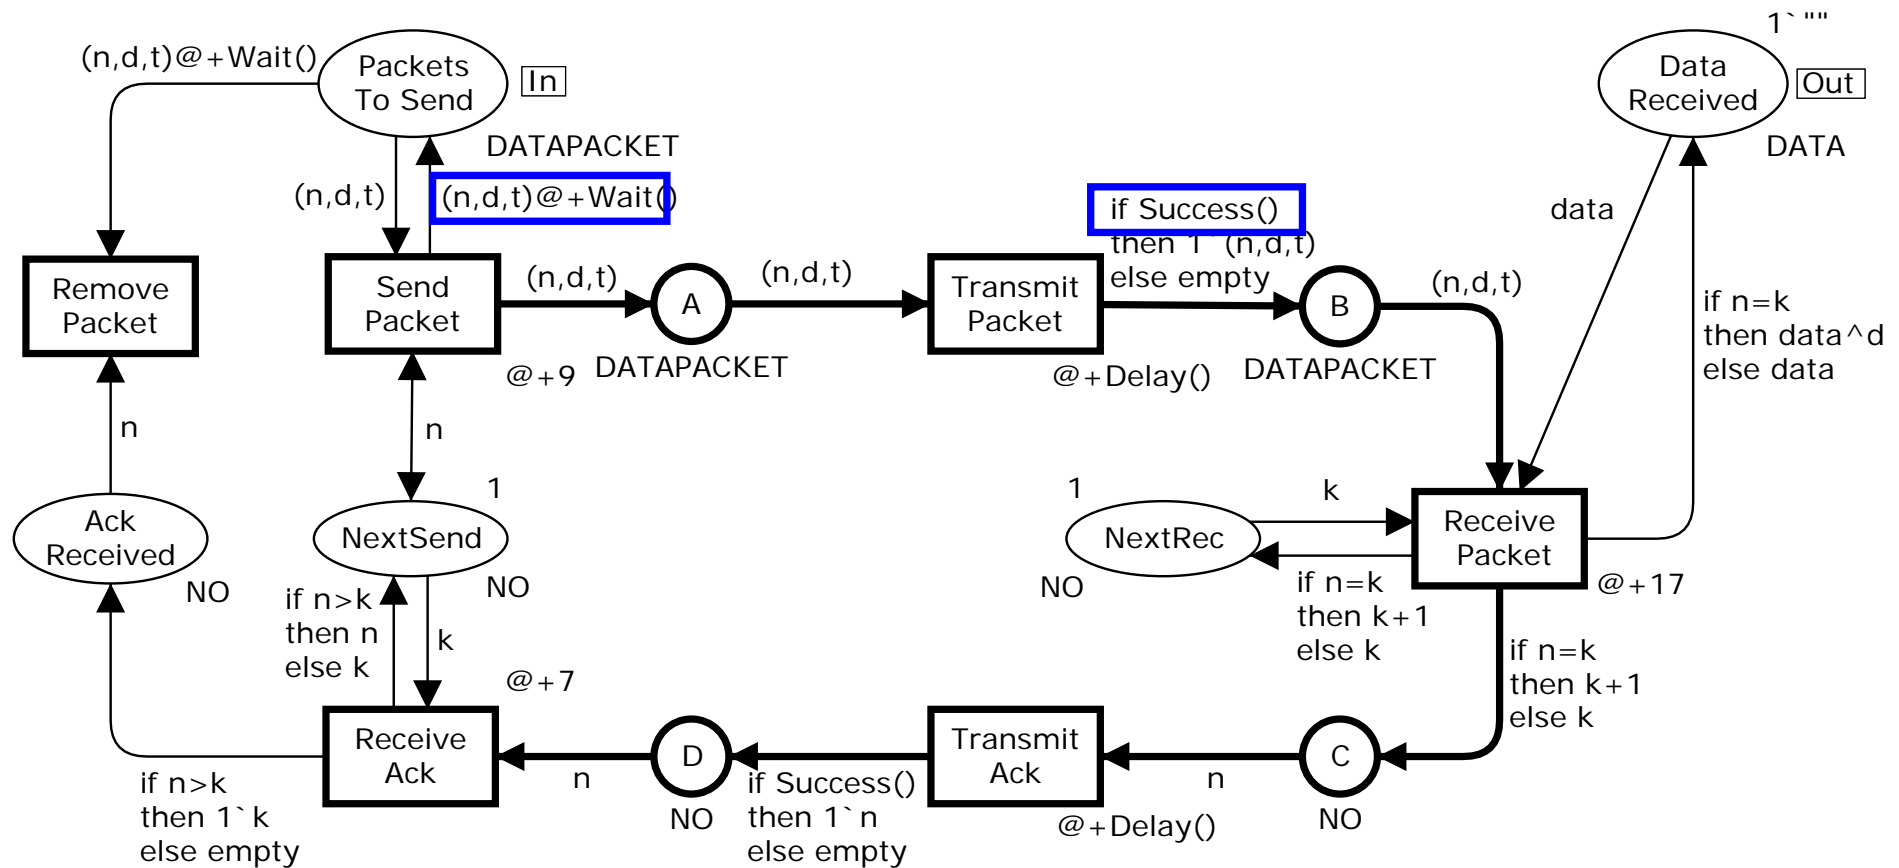 1`""
(n,d,t)@+Wait()
Packets
To Send
In
DATAPACKET
Data
Received
Out
DATA
(n,d,t)
(n,d,t)@+Wait()
if Success()
then 1`(n,d,t)
else empty
data
Remove
Packet
Send
Packet
@+9
(n,d,t)
A
DATAPACKET
(n,d,t)
Transmit
Packet
@+Delay()
B
DATAPACKET
(n,d,t)
if n=k
then data^d
else data
n
n
Ack
Received
NO
1
NextSend
NO
1
NextRec
NO
k
if n=k
then k+1
else k
Receive
Packet
@+17
if n>k
then n
else k
k
@+7
if n=k
then k+1
else k
Receive
Ack
if n>k
then 1`k
else empty
n
D
NO
if Success()
then 1`n
else empty
Transmit
Ack
@+Delay()
n
C
NO